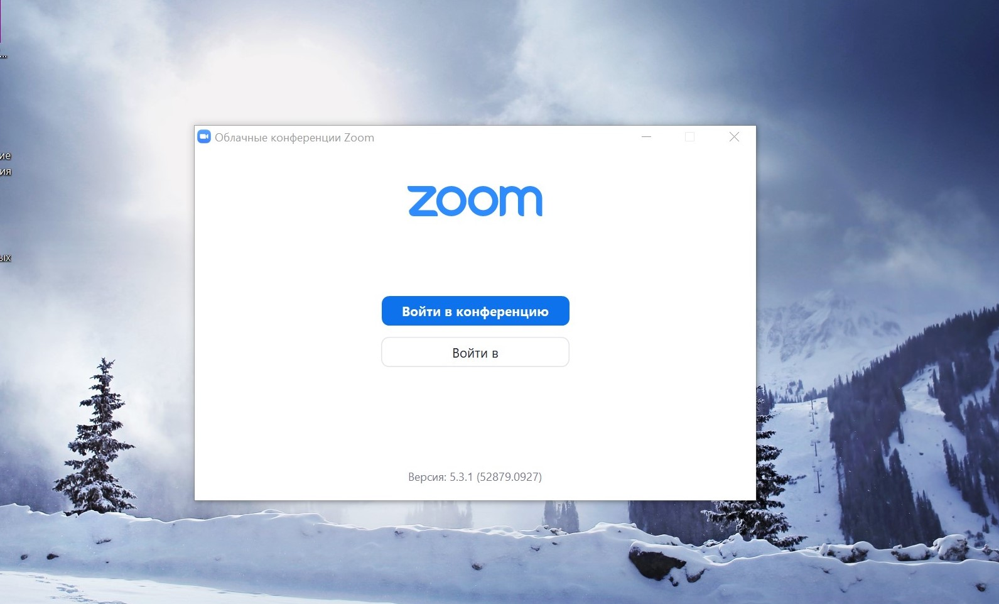 Облачные конференции Zoom
zoom
Войти в конференцию
Войти в
Версия: 5.3.1 (52879.0927)